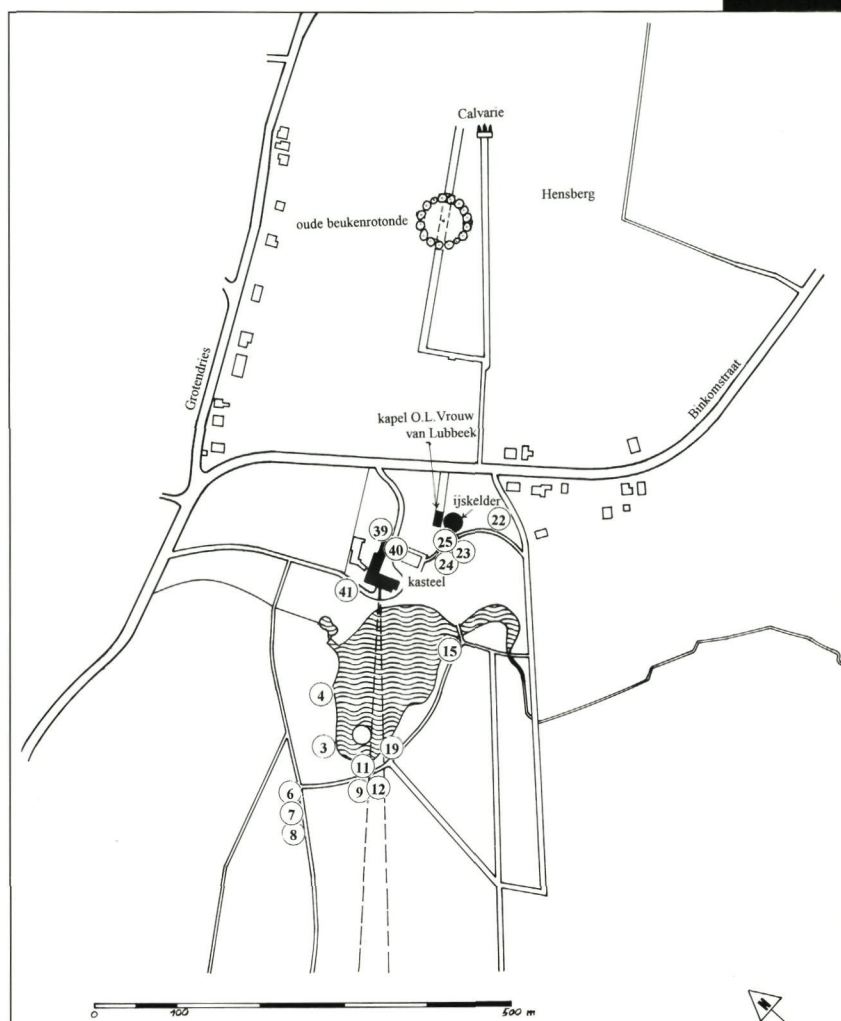 Calvarie
Hensberg
oude beukenrotonde
Grotendries
Binkomstraat
kapel O.L.Vrouw
van Lubbeek
ijskelder
22
39
25
40
23
24
kasteel
41
15
4
3
19
11
6
9
12
7
8
0
100
500 m
N